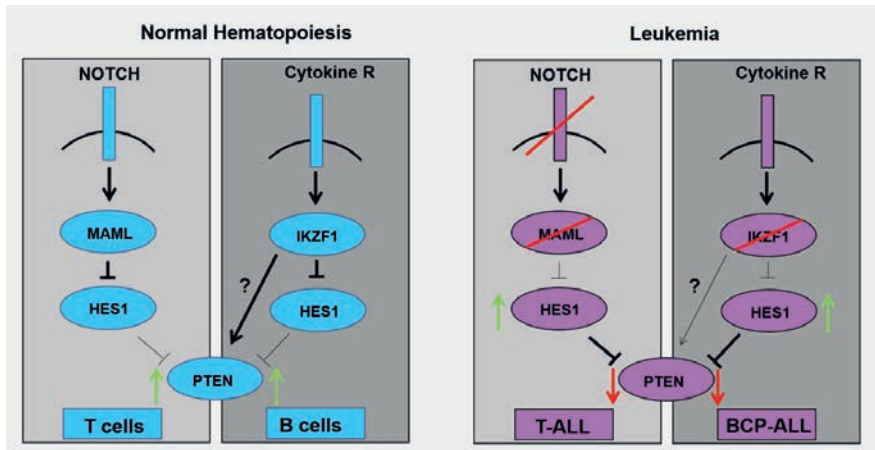 Normal Hematopoiesis
NOTCH
MAML
HES1
Cytokine R
IKZF1
?
HES1
PTEN
T cells
B cells
Leukemia
NOTCH
MAML
HES1
Cytokine R
IKZF1
?
HES1
PTEN
T-ALL
BCP-ALL